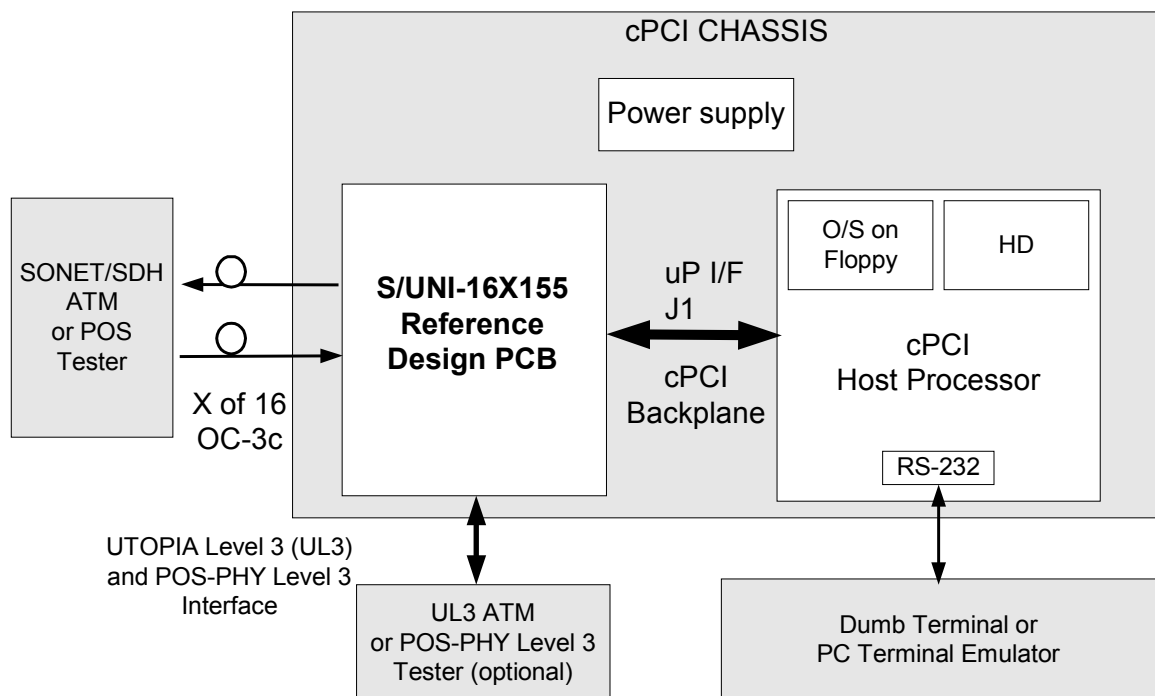 cPCI CHASSIS
Power supply
SONET/SDH
ATM
or POS
Tester
X of 16
OC-3c
S/UNI-16X155
Reference
Design PCB
uP I/F
J1
cPCI
Backplane
O/S on
Floppy
HD
cPCI
Host Processor
RS-232
UTOPIA Level 3 (UL3)
and POS-PHY Level 3
Interface
UL3 ATM
or POS-PHY Level 3
Tester (optional)
Dumb Terminal or
PC Terminal Emulator